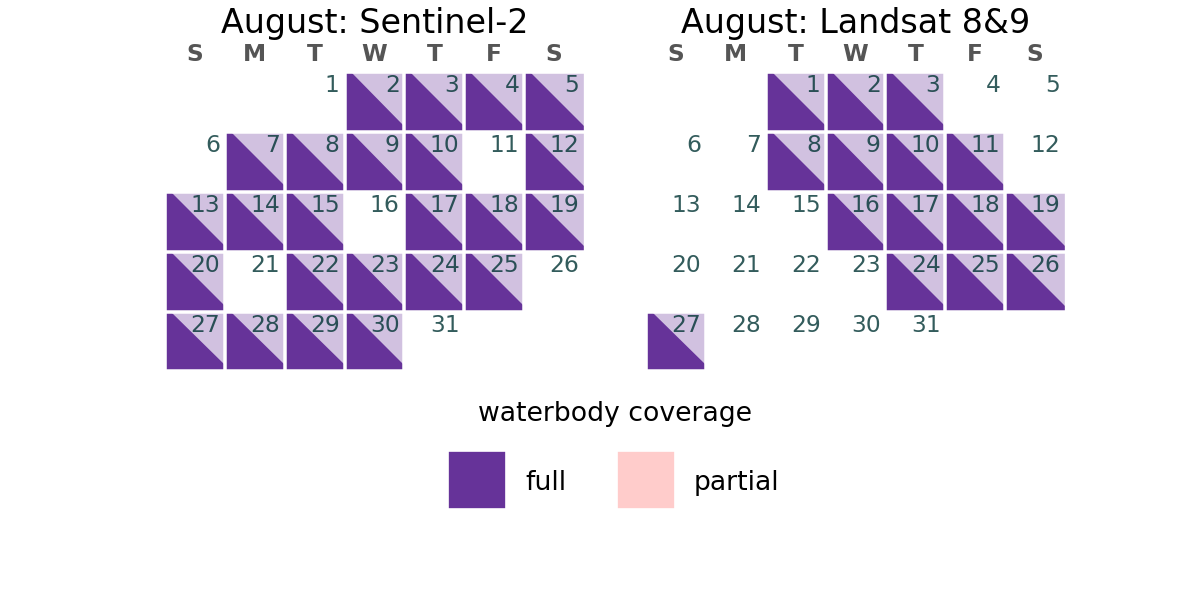 August: Sentinel-2
S M T W T F S
1 2 3 4 5
6 7 8 9 10 11 12
13 14 15 16 17 18 19
20 21 22 23 24 25 26
27 28 29 30 31
August: Landsat 8&9
S M T W T F S
1 2 3 4 5
6 7 8 9 10 11 12
13 14 15 16 17 18 19
20 21 22 23 24 25 26
27 28 29 30 31
waterbody coverage
full partial